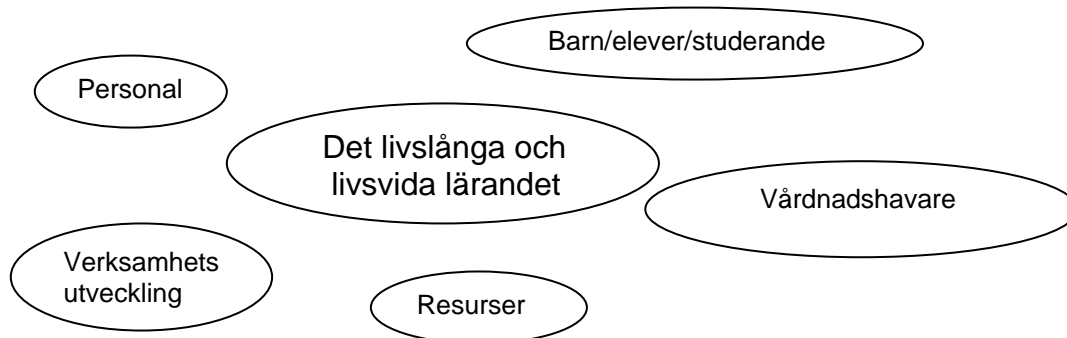 Barn/elever/studerande
Personal
Det livslånga och
livsvida lärandet
Vårdnadshavare
Verksamhets
utveckling
Resurser